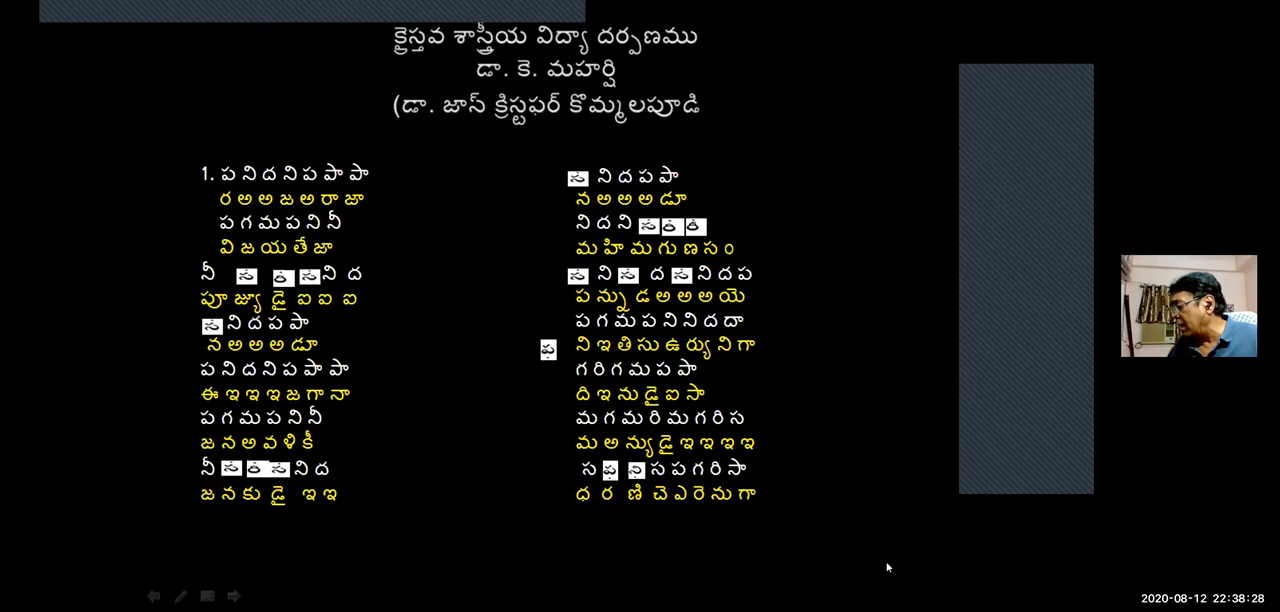 క్రైస్తవ శాస్త్రీయ విద్యా దర్పణము
డా. కె. మహర్షి
(డా. జాస్ క్రిస్టఫర్ కొమ్మలపూడి
1. ప ని ద ని ప పా పా
ర అ అ జ అ రా జా
ప గ మ ప ని నీ
వి జ య తే జా
నీ స రి స ని ద
పూ జ్యు డై ఐ ఐ ఐ
స ని ద ప పా
న అ అ అ డూ
ప ని ద ని ప పా పా
ఈ ఇ ఇ ఇ జ గా నా
ప గ మ ప ని నీ
జ న అ వ ళి కీ
నీ స రి స ని ద
జ న కు డై ఇ ఇ
స ని ద ప పా
న అ అ అ డూ
ని ద ని స రి రి
మ హి మ గు ణ స ం
స ని స ద స ని ద ప
ప న్ను డ అ అ అ యె
ప గ మ ప ని ని ద దా
ని ఇ తి సు ఉ ర్యు ని గా
ప గ రి గ మ ప పా
ది ఇ ను డై ఐ సా
మ గ మ రి మ గ రి స
మ అ న్యు డై ఇ ఇ ఇ ఇ
స ప ని స ప గ రి సా
ధ ర ణి చె ఎ రె ను గా
2020-08-12 22:38:28